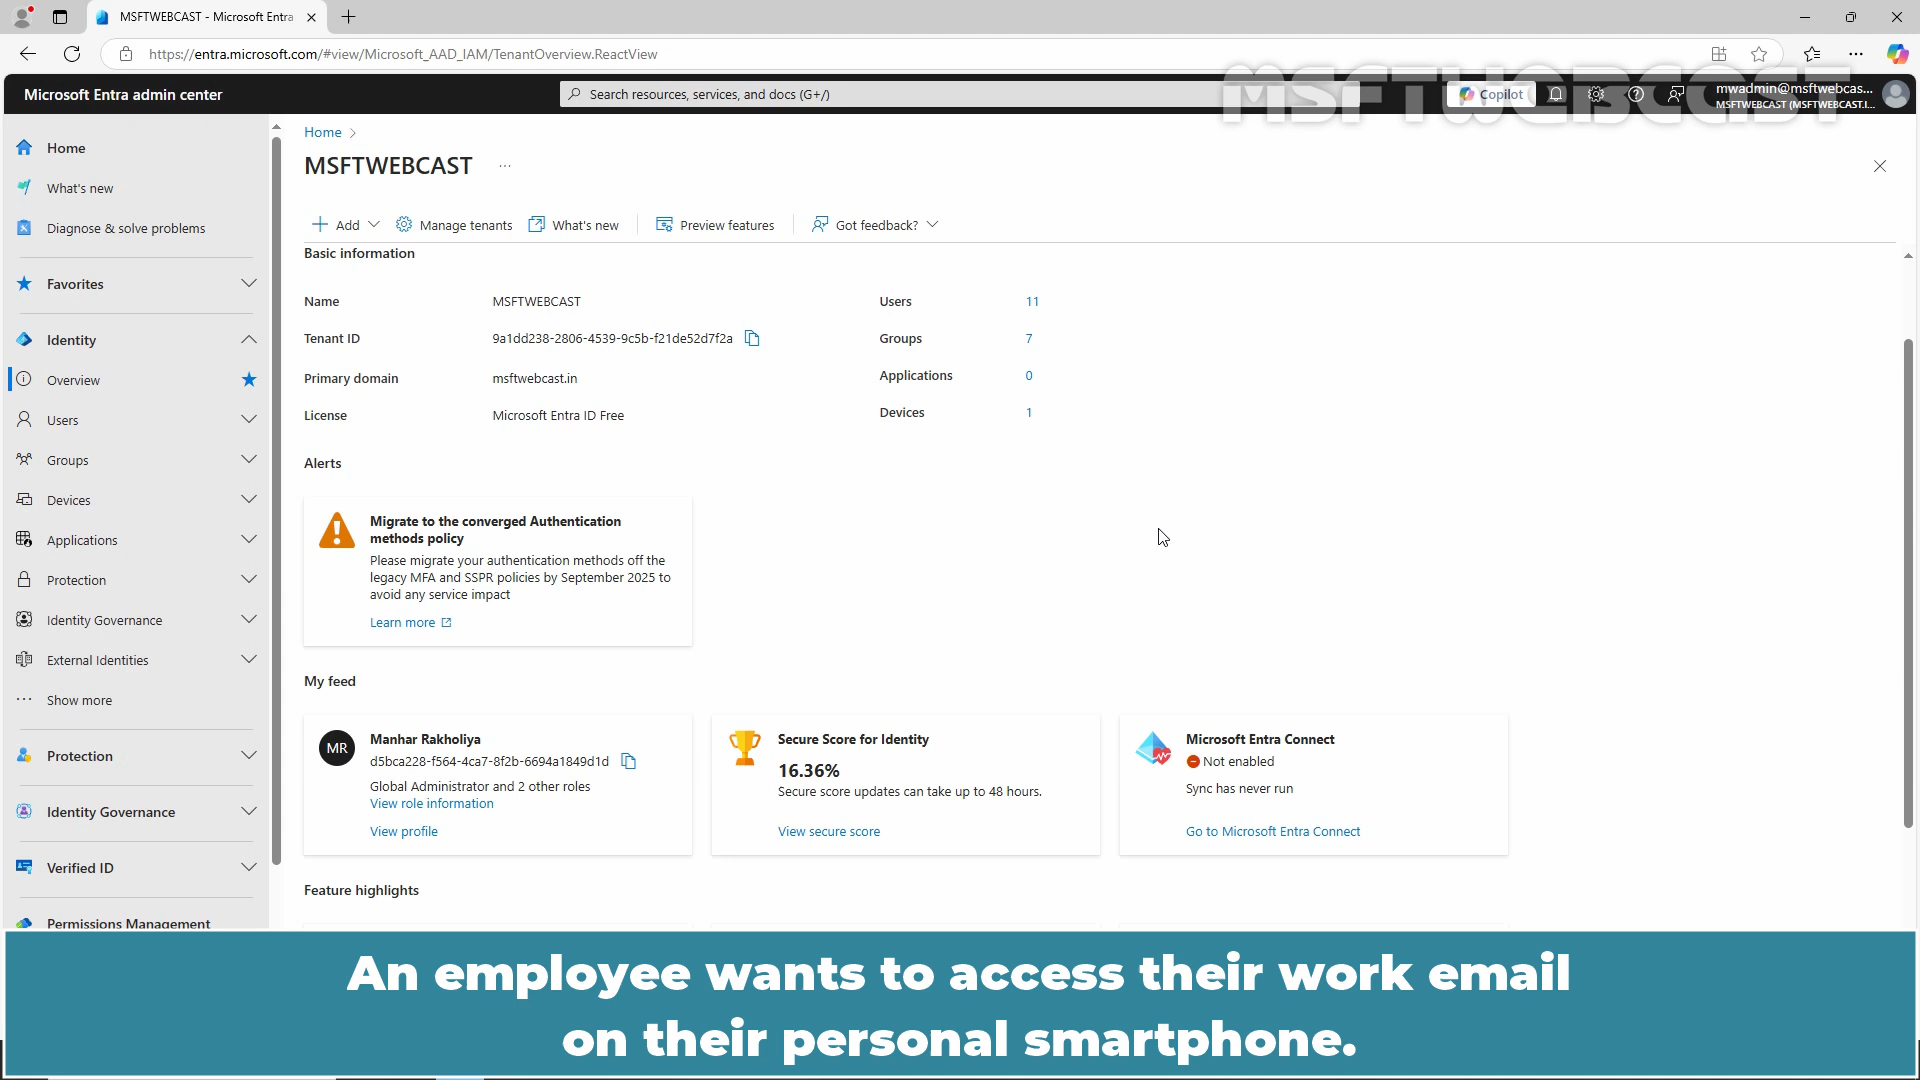 MSFTWEBCAST - Microsoft Entra
https://entra.microsoft.com/#view/Microsoft_AAD_IAM/TenantOverview.ReactView
Microsoft Entra admin center
Search resources, services, and docs (G+/)
Copilot
mwadmin@msftwebcas...
MSFTWEBCAST (MSFTWEBCAST.I...
MSFTWEBCAST
Home
What's new
Diagnose & solve problems
Favorites
Identity
Overview
Users
Groups
Devices
Applications
Protection
Identity Governance
External Identities
Show more
Protection
Identity Governance
Verified ID
Permissions Management
Home
MSFTWEBCAST
Add
Manage tenants
What's new
Preview features
Got feedback?
Basic information
Name MSFTWEBCAST
Tenant ID 9a1dd238-2806-4539-9c5b-f21de52d7f2a
Primary domain msftwebcast.in
License Microsoft Entra ID Free
Users 11
Groups 7
Applications 0
Devices 1
Alerts
Migrate to the converged Authentication
methods policy
Please migrate your authentication methods off the
legacy MFA and SSPR policies by September 2025 to
avoid any service impact
Learn more
My feed
MR
Manhar Rakholiya
d5bca228-f564-4ca7-8f2b-6694a1849d1d
Global Administrator and 2 other roles
View role information
View profile
Secure Score for Identity
16.36%
Secure score updates can take up to 48 hours.
View secure score
Microsoft Entra Connect
Not enabled
Sync has never run
Go to Microsoft Entra Connect
Feature highlights
An employee wants to access their work email
on their personal smartphone.